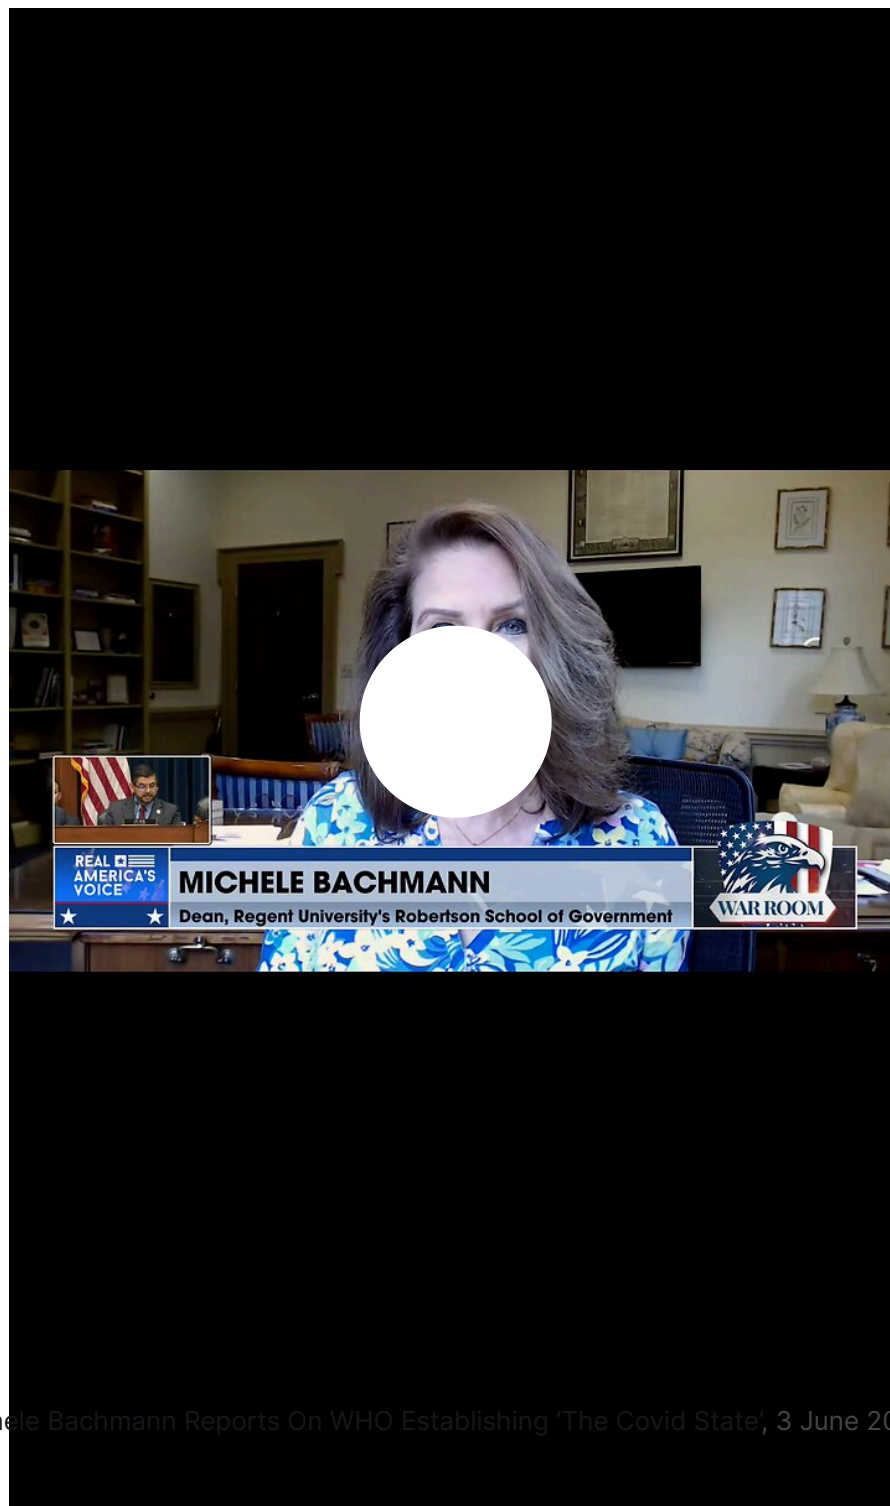 REAL
AMERICA'S
VOICE
MICHELE BACHMANN
Dean, Regent University's Robertson School of Government
WAR ROOM
ele Bachmann Reports On WHO Establishing ‘The Covid State’, 3 June 20